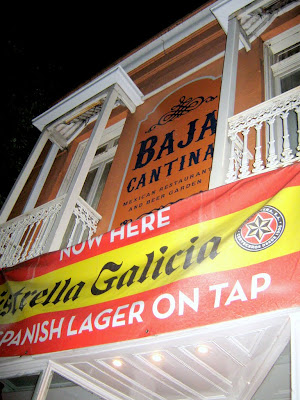 BAJA
CANTINA
MEXICAN RESTAURANT
AND BEER GARDEN
NOW HERE
Estrella Galicia
SPANISH LAGER ON TAP